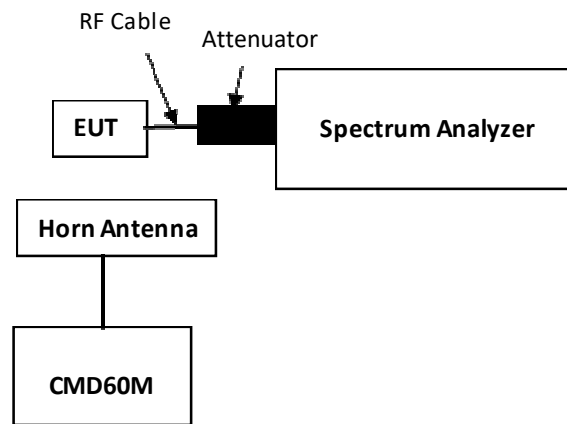 RF Cable
Attenuator
EUT
Spectrum Analyzer
Horn Antenna
CMD60M